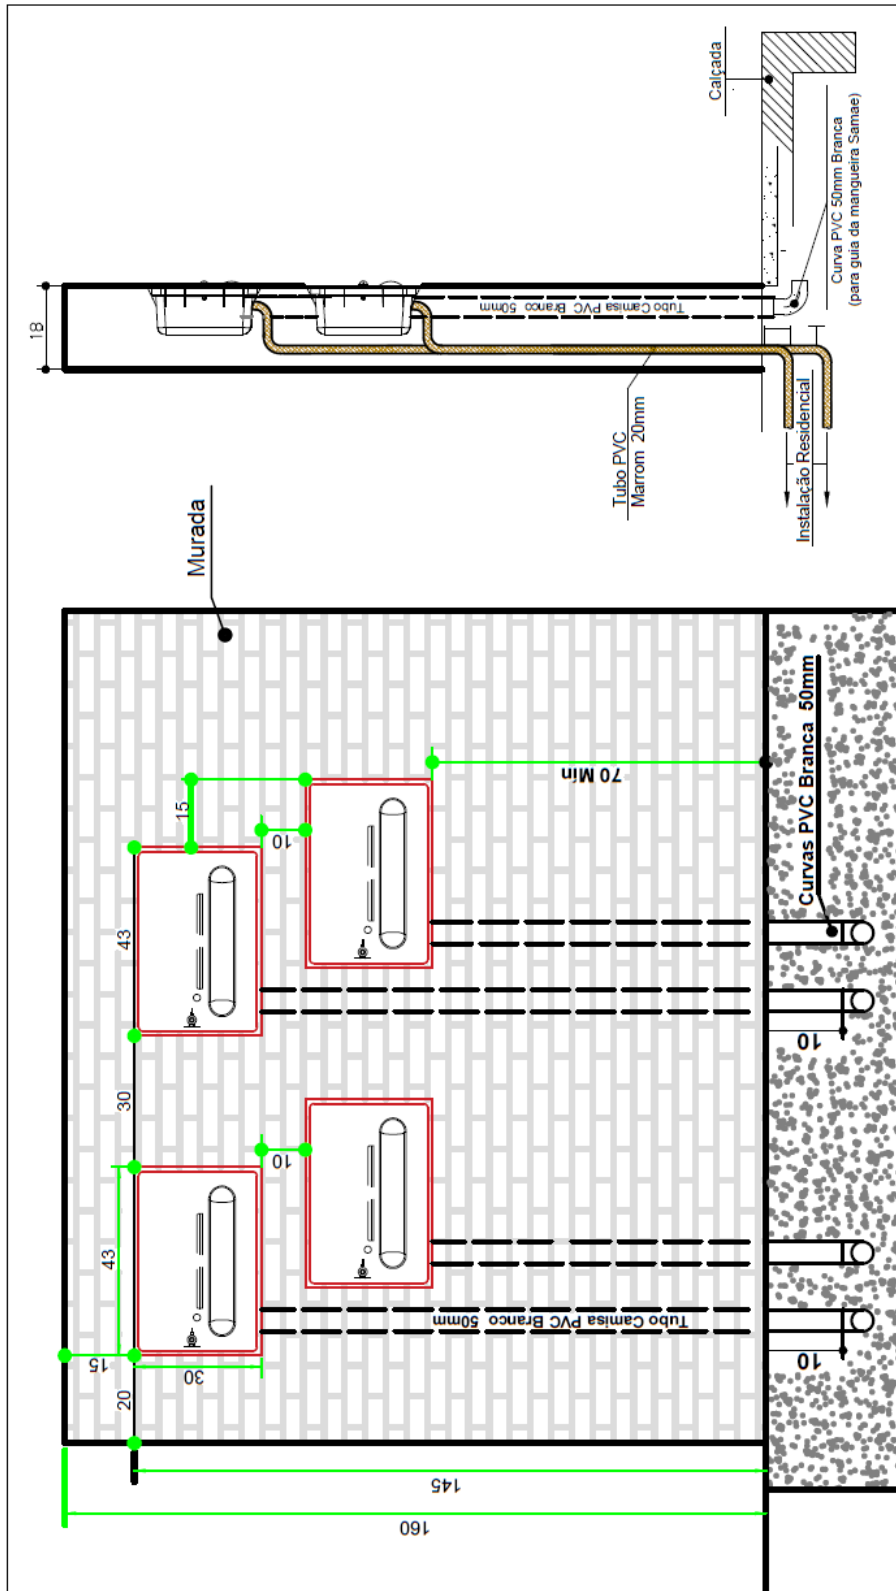 Calçada
Curva PVC 50mm Branca
(para guia da mangueira Samae)
18
Tubo Camisa PVC Branco 50mm
Tubo PVC
Marrom 20mm
Instalação Residencial
Murada
15
10
70 Mín
Curvas PVC Branca 50mm
43
10
30
10
43
Tubo Camisa PVC Branco 50mm
10
15
30
20
145
160